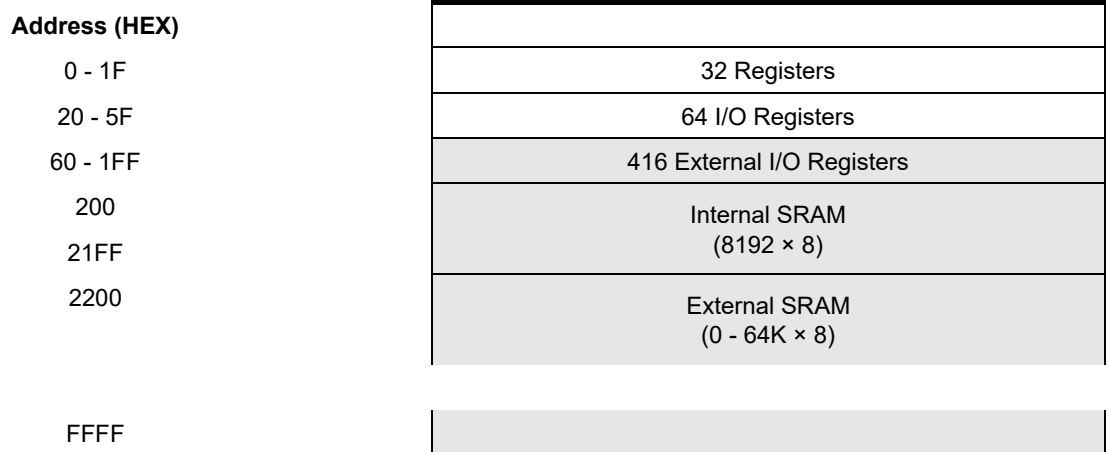 Address (HEX)
0 - 1F
32 Registers
20 - 5F
64 I/O Registers
60 - 1FF
416 External I/O Registers
200
Internal SRAM
(8192 × 8)
21FF
2200
External SRAM
(0 - 64K × 8)
FFFF